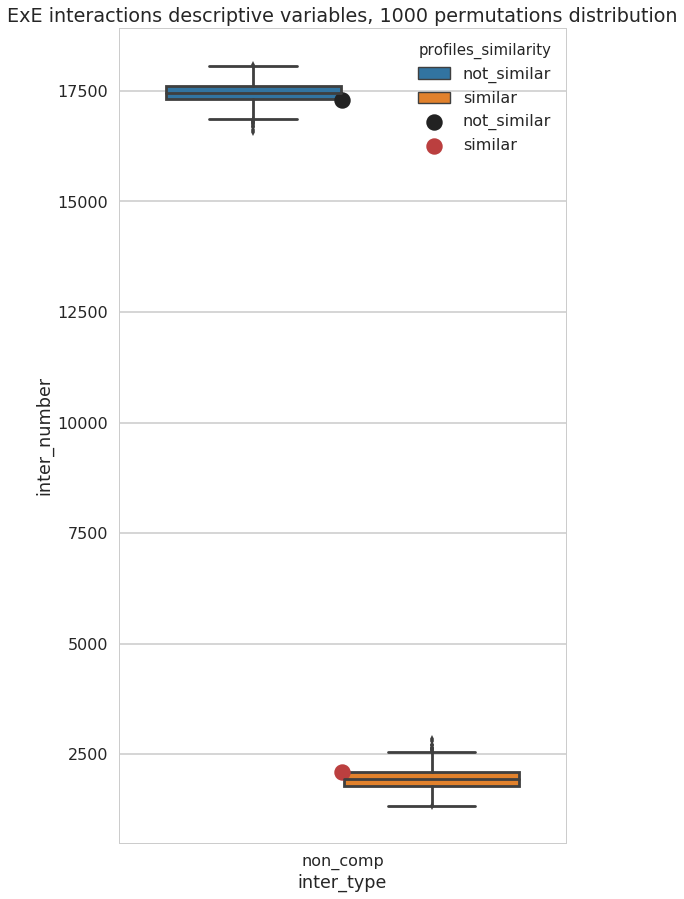 ExE interactions descriptive variables, 1000 permutations distribution
profiles_similarity
not_similar
similar
not_similar
similar
17500
15000
12500
10000
7500
5000
2500
inter_number
non_comp
inter_type